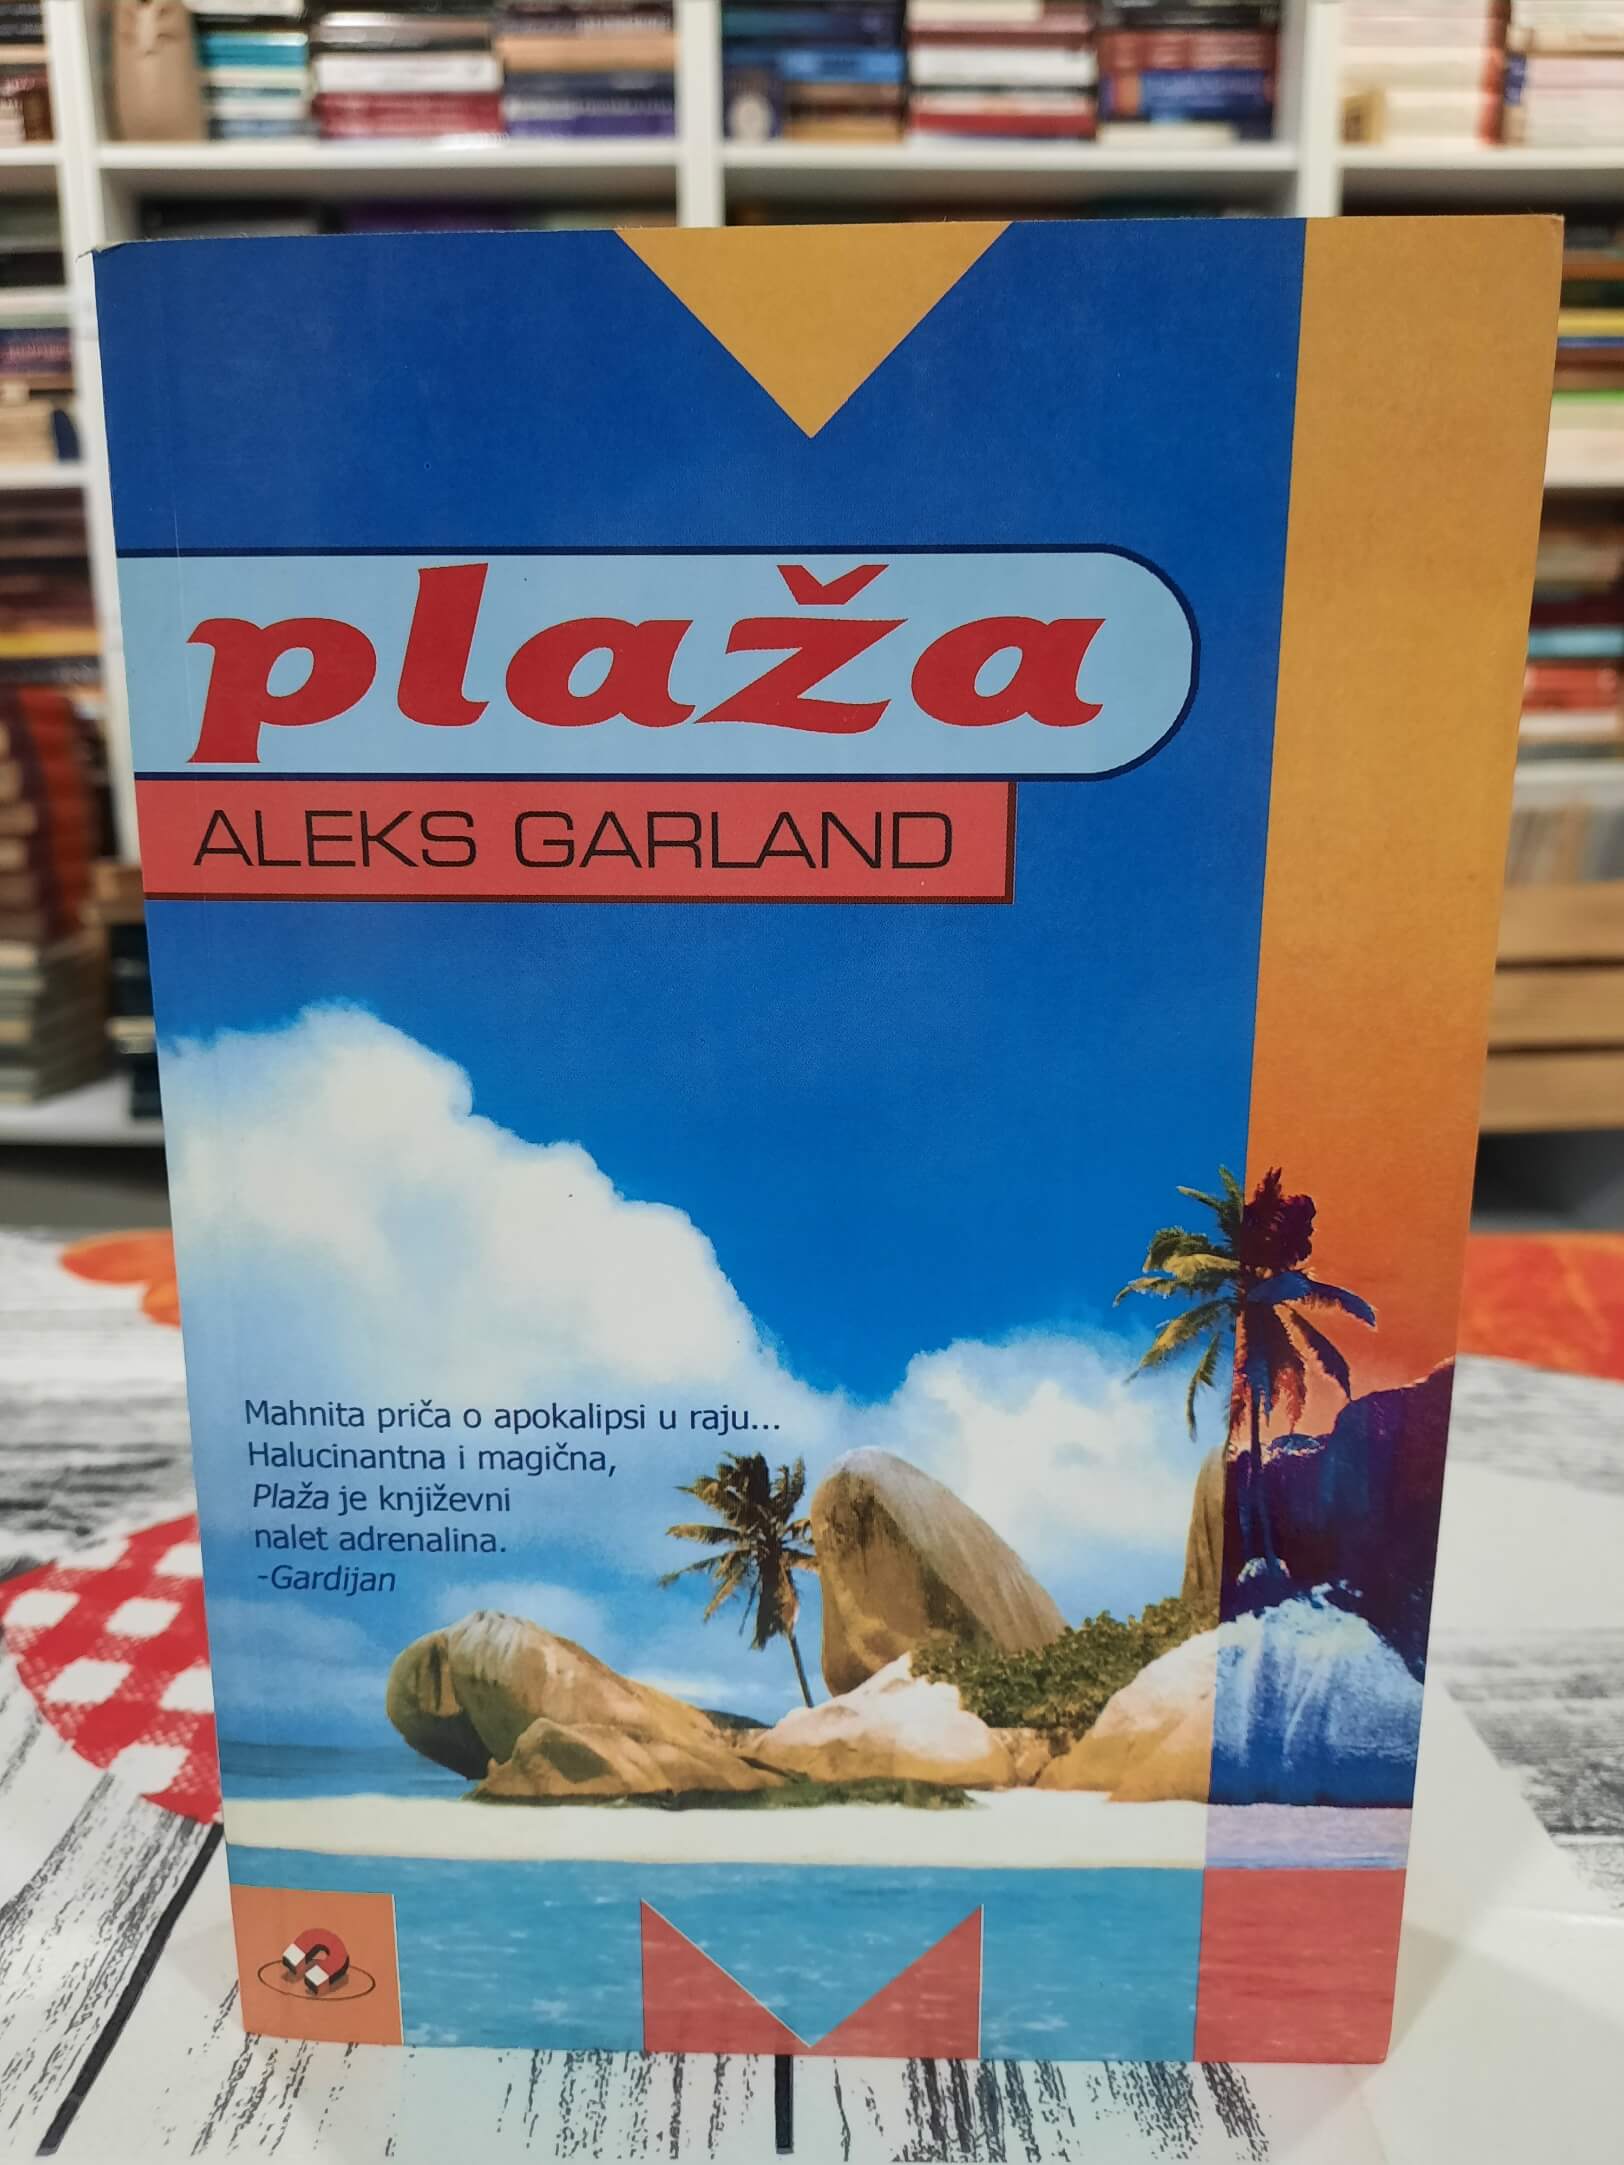 plaža
ALEKS GARLAND
Mahnita priča o apokalipsi u raju...
Halucinantna i magična,
Plaža je književni
nalet adrenalina.
-Gardijan